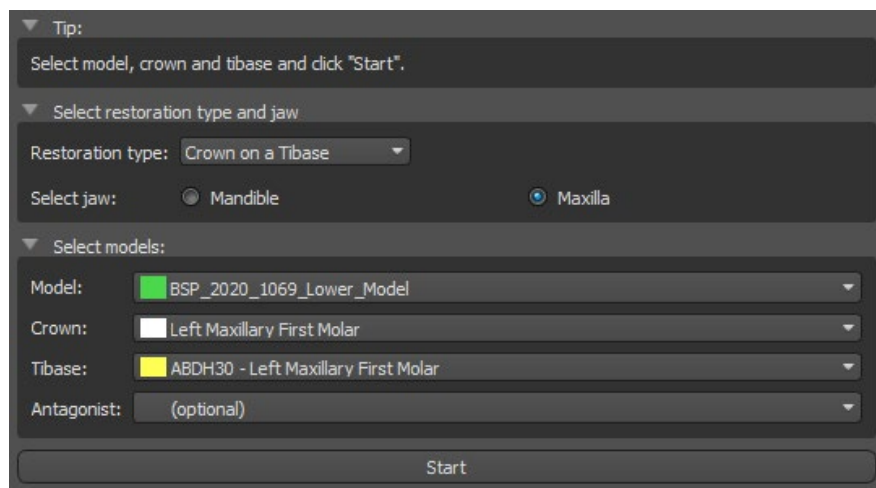 Tip:
Select model, crown and tibase and click "Start".
Select restoration type and jaw
Restoration type: Crown on a Tibase
Select jaw: Mandible Maxilla
Select models:
Model: BSP_2020_1069_Lower_Model
Crown: Left Maxillary First Molar
Tibase: ABDH30 - Left Maxillary First Molar
Antagonist: (optional)
Start